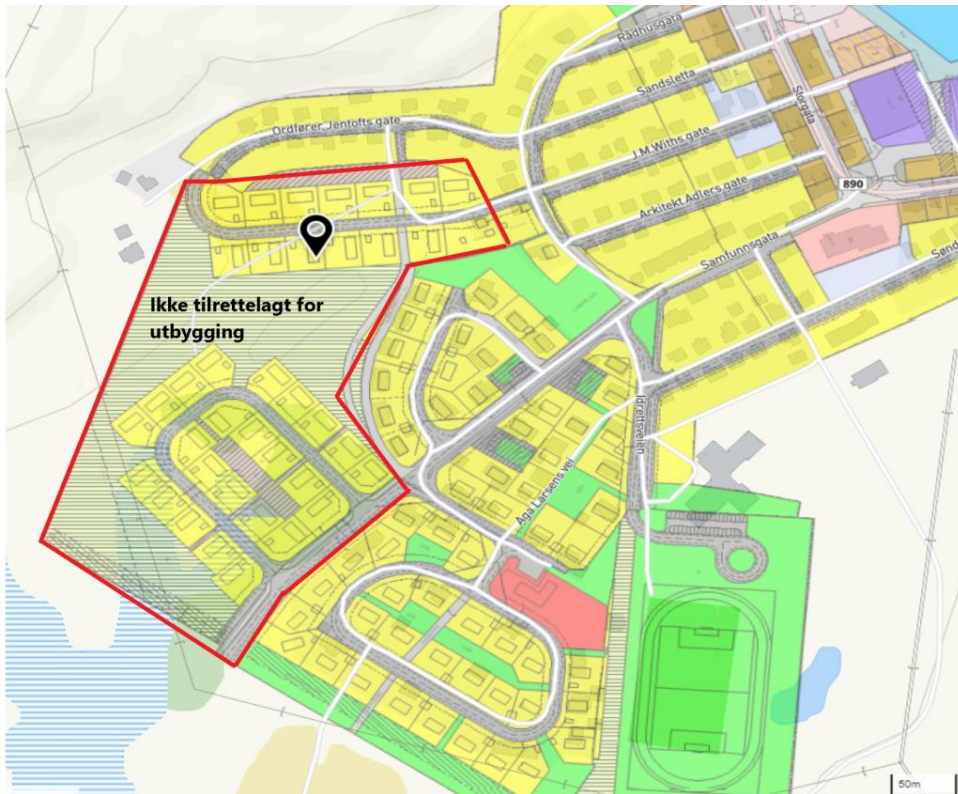 Rådhusgata
Sandsletta
Storgata
Ordfører Jentofts gate
J M Withs gate
890
Arkitekt Adlers gate
Samfunnsgata
Sønd
Ikke tilrettelagt for
utbygging
Idrettsveien
Aga Larsens vei
50m